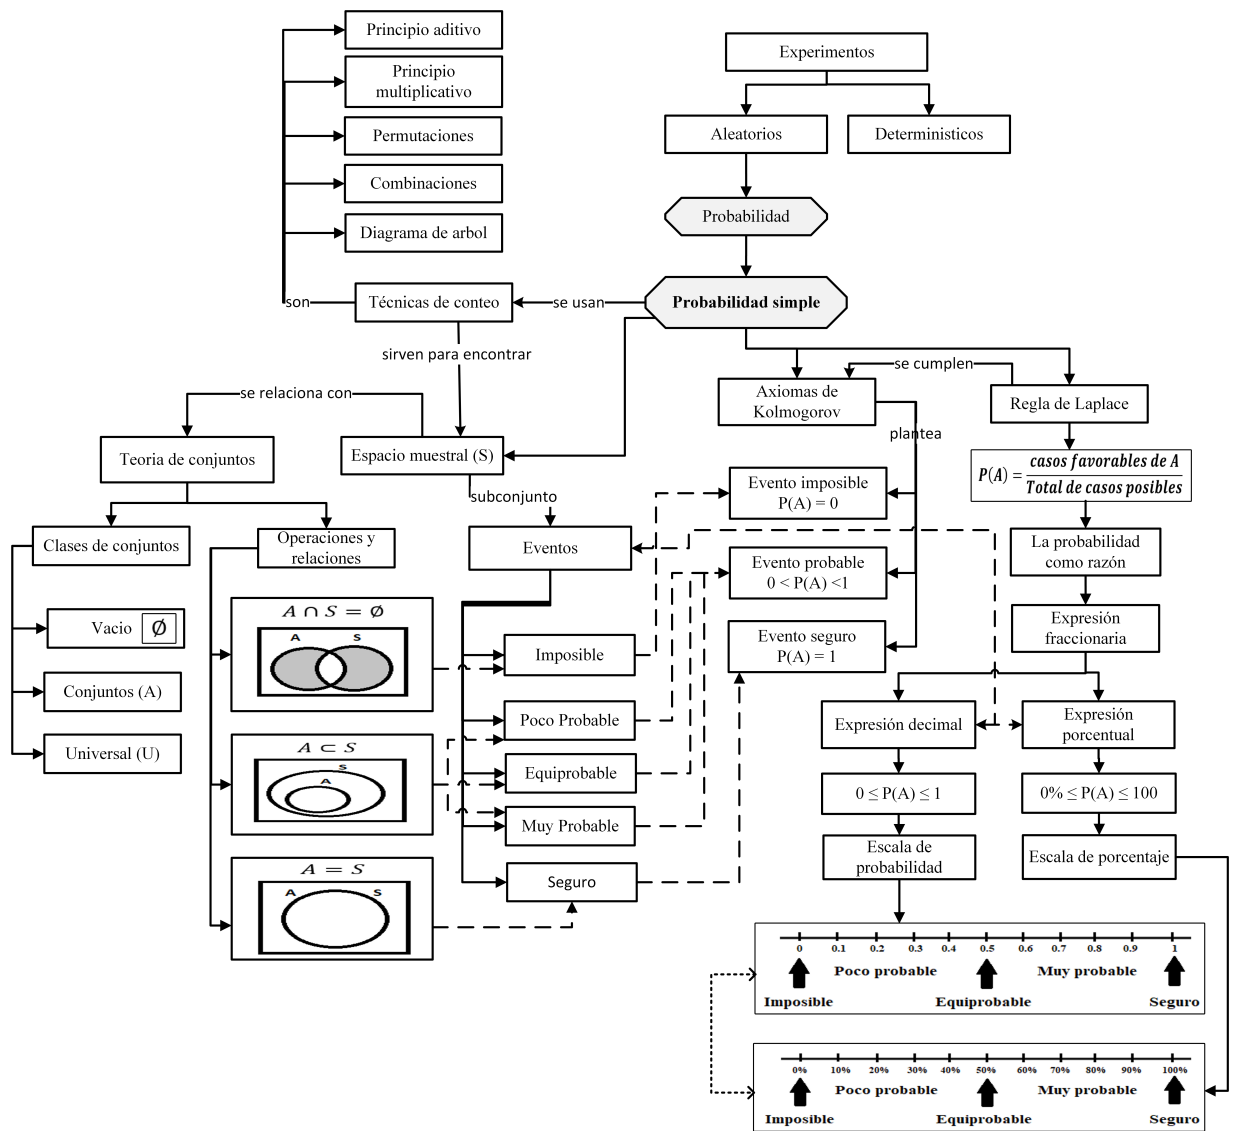 Principio aditivo
Principio
multiplicativo
Permutaciones
Combinaciones
Diagrama de arbol
Experimentos
Aleatorios
Deterministicos
Probabilidad
Probabilidad simple
se usan
Técnicas de conteo
son
sirven para encontrar
se relaciona con
Teoria de conjuntos
Espacio muestral (S)
subconjunto
Clases de conjuntos
Operaciones y
relaciones
Eventos
Vacio Ø
Conjuntos (A)
Universal (U)
A ∩ S = Ø
A S
A ⊂ S
S
A
A = S
A S
Imposible
Poco Probable
Equiprobable
Muy Probable
Seguro
se cumplen
Axiomas de
Kolmogorov
Regla de Laplace
plantea
P(A) = casos favorables de A
Total de casos posibles
Evento imposible
P(A) = 0
Evento probable
0 < P(A) <1
Evento seguro
P(A) = 1
La probabilidad
como razón
Expresión
fraccionaria
Expresión decimal
Expresión
porcentual
0 ≤ P(A) ≤ 1
0% ≤ P(A) ≤ 100
Escala de
probabilidad
Escala de porcentaje
0 0.1 0.2 0.3 0.4 0.5 0.6 0.7 0.8 0.9 1
Poco probable Muy probable
Imposible Equiprobable Seguro
0% 10% 20% 30% 40% 50% 60% 70% 80% 90% 100%
Poco probable Muy probable
Imposible Equiprobable Seguro